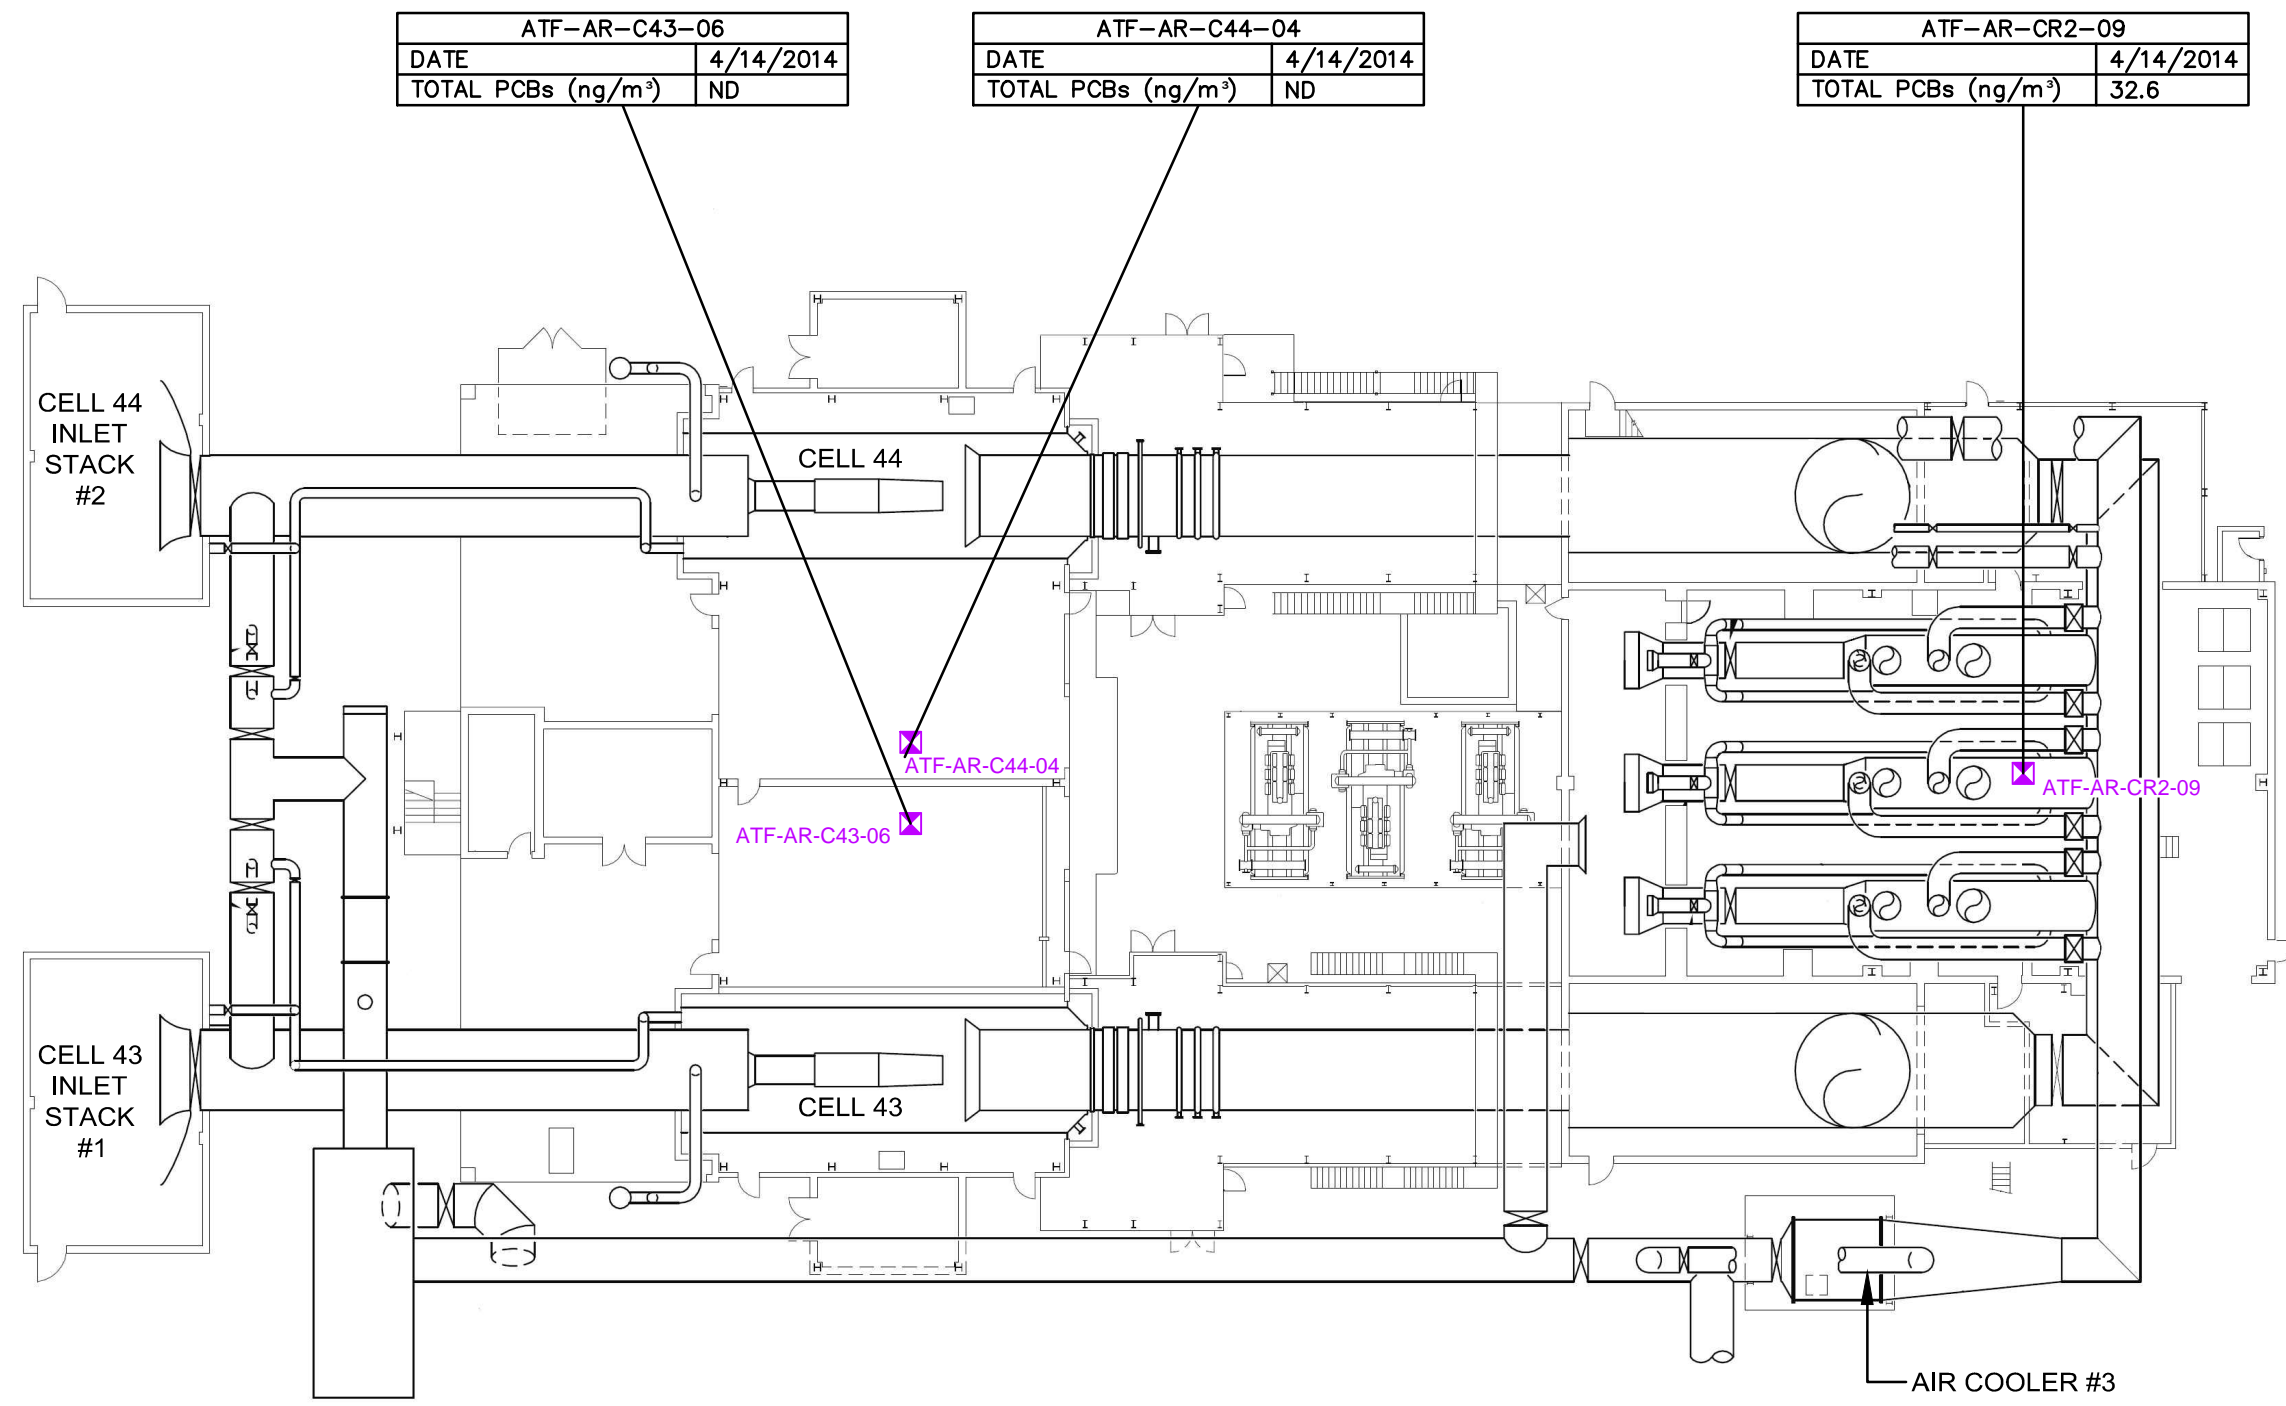 ATF-AR-C43-06
DATE 4/14/2014
TOTAL PCBs (ng/m³) ND
ATF-AR-C44-04
DATE 4/14/2014
TOTAL PCBs (ng/m³) ND
ATF-AR-CR2-09
DATE 4/14/2014
TOTAL PCBs (ng/m³) 32.6
CELL 44
INLET
STACK
#2
CELL 44
ATF-AR-C44-04
ATF-AR-CR2-09
ATF-AR-C43-06
CELL 43
INLET
STACK
#1
CELL 43
AIR COOLER #3